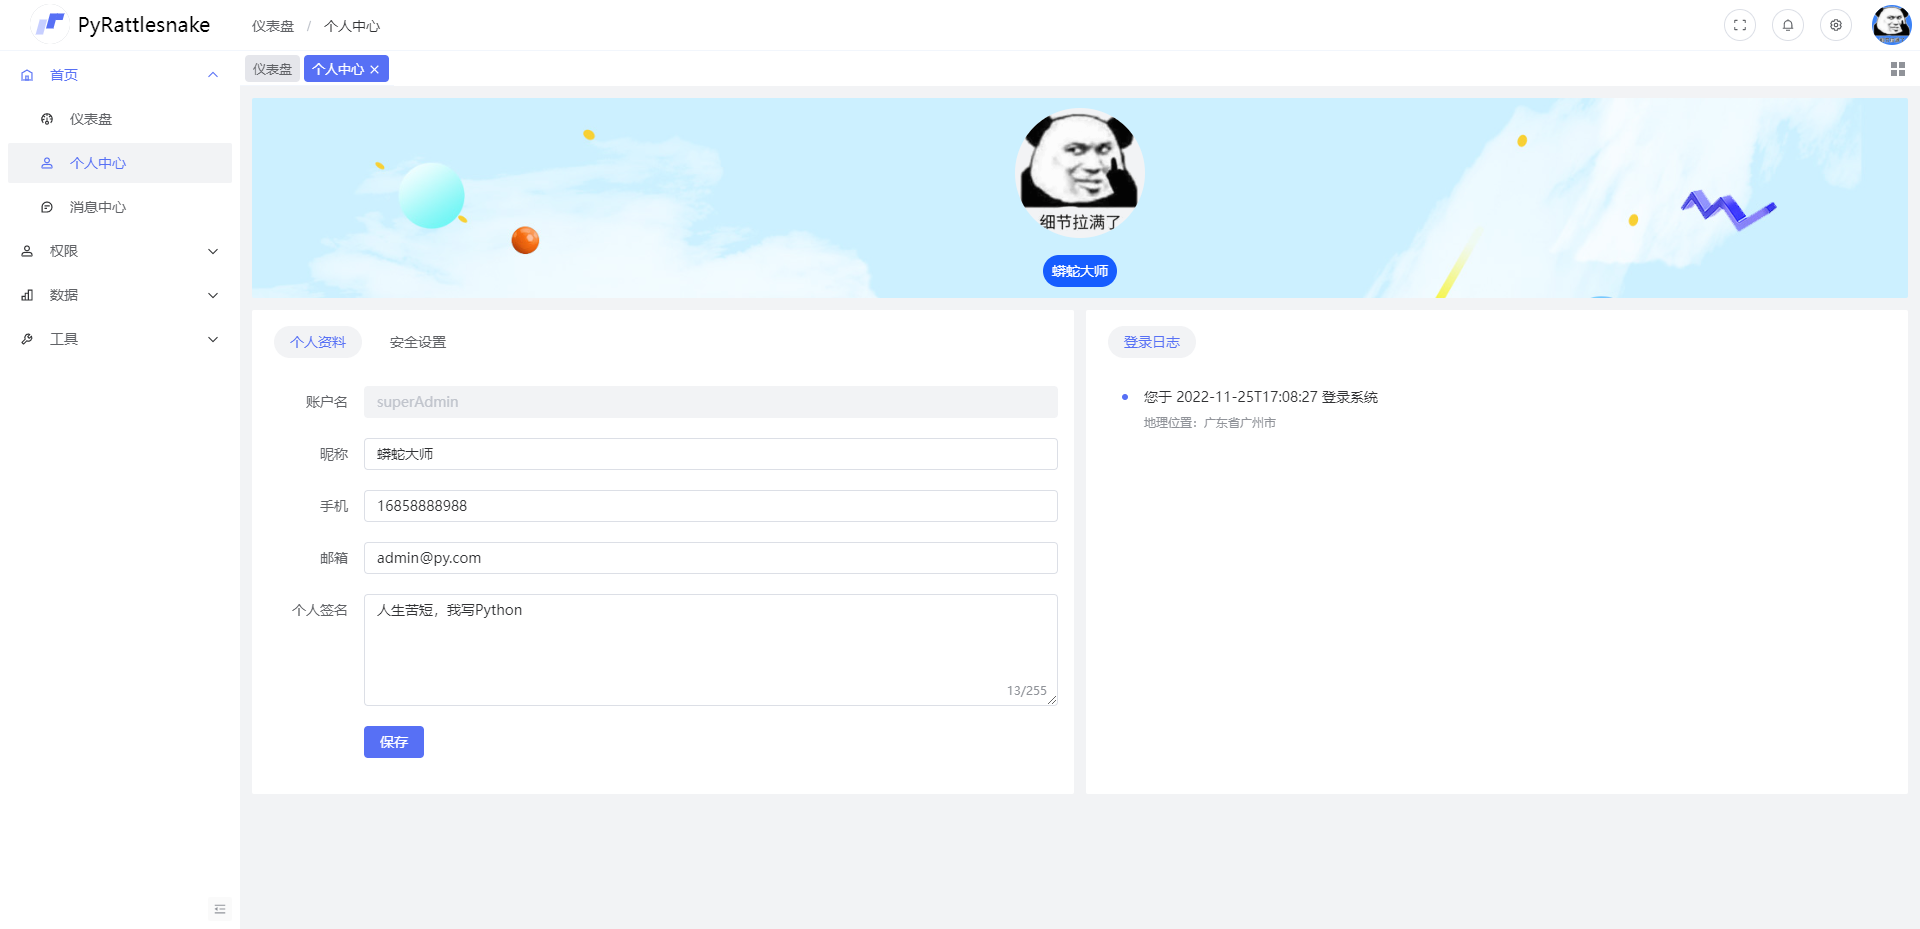 PyRattlesnake
仪表盘 / 个人中心
首页
仪表盘
个人中心
消息中心
权限
数据
工具
仪表盘
个人中心
细节拉满了
蟒蛇大师
个人资料
安全设置
账户名
superAdmin
昵称
蟒蛇大师
手机
16858888988
邮箱
admin@py.com
个人签名
人生苦短，我写Python
13/255
保存
登录日志
您于 2022-11-25T17:08:27 登录系统
地理位置：广东省广州市